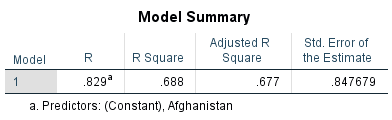 Model Summary
Model R R Square Adjusted R Square Std. Error of the Estimate
1 .829a .688 .677 .847679
a. Predictors: (Constant), Afghanistan